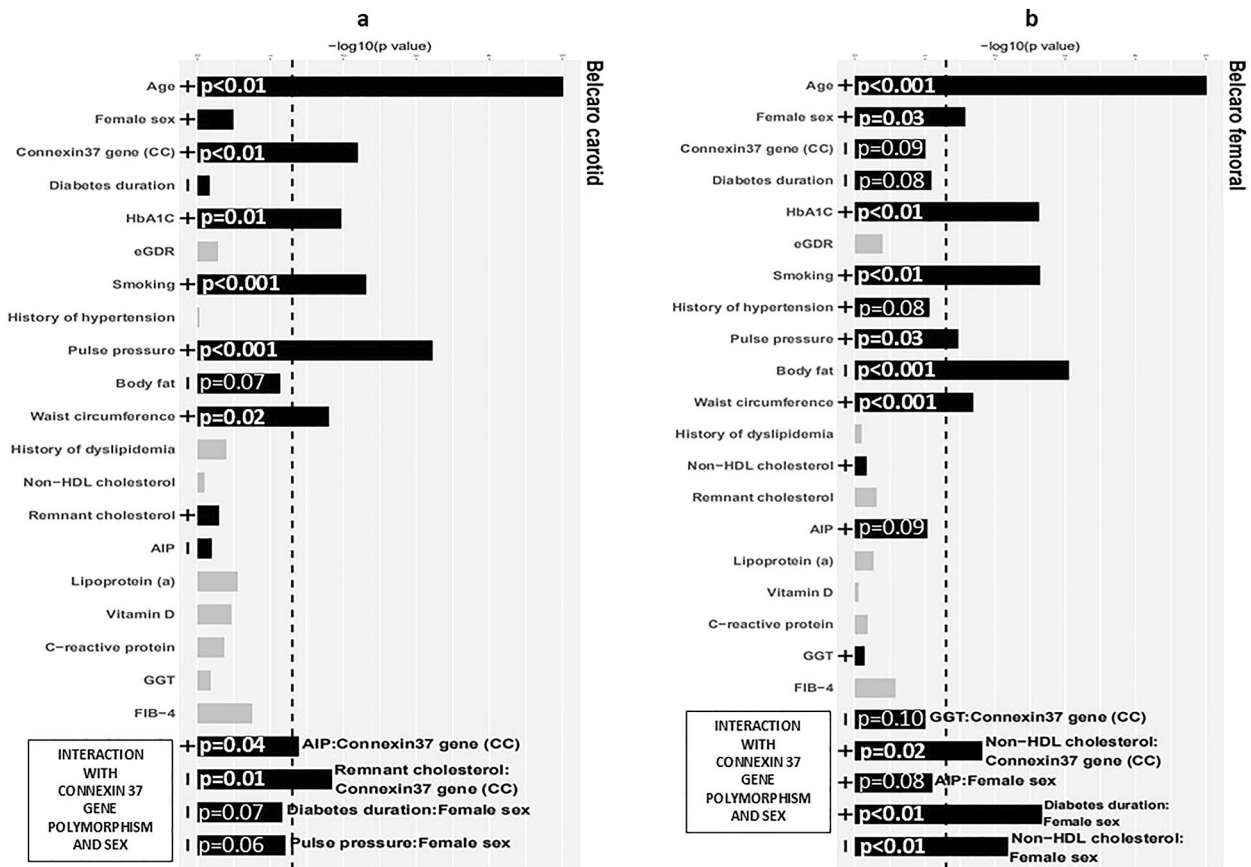 a
−log10(p value)
Belcaro carotid
Age + p<0.01
Female sex +
Connexin37 gene (CC) + p<0.01
Diabetes duration |
HbA1C + p=0.01
eGDR
Smoking + p<0.001
History of hypertension
Pulse pressure + p<0.001
Body fat | p=0.07
Waist circumference + p=0.02
History of dyslipidemia
Non−HDL cholesterol
Remnant cholesterol +
AIP |
Lipoprotein (a)
Vitamin D
C−reactive protein
GGT
FIB−4
INTERACTION
WITH
CONNEXIN 37
GENE
POLYMORPHISM
AND SEX
+ p=0.04 AIP:Connexin37 gene (CC)
| p=0.01 Remnant cholesterol:
Connexin37 gene (CC)
| p=0.07 Diabetes duration:Female sex
| p=0.06 Pulse pressure:Female sex
b
−log10(p value)
Belcaro femoral
Age + p<0.001
Female sex + p=0.03
Connexin37 gene (CC) | p=0.09
Diabetes duration | p=0.08
HbA1C + p<0.01
eGDR
Smoking + p<0.01
History of hypertension + p=0.08
Pulse pressure + p=0.03
Body fat | p<0.001
Waist circumference + p<0.001
History of dyslipidemia
Non−HDL cholesterol +
Remnant cholesterol
AIP + p=0.09
Lipoprotein (a)
Vitamin D
C−reactive protein
GGT +
FIB−4
INTERACTION
WITH
CONNEXIN 37
GENE
POLYMORPHISM
AND SEX
| p=0.10 GGT:Connexin37 gene (CC)
+ p=0.02 Non−HDL cholesterol:
Connexin37 gene (CC)
+ p=0.08 AIP:Female sex
+ p<0.01 Diabetes duration:
Female sex
| p<0.01 Non−HDL cholesterol:
Female sex